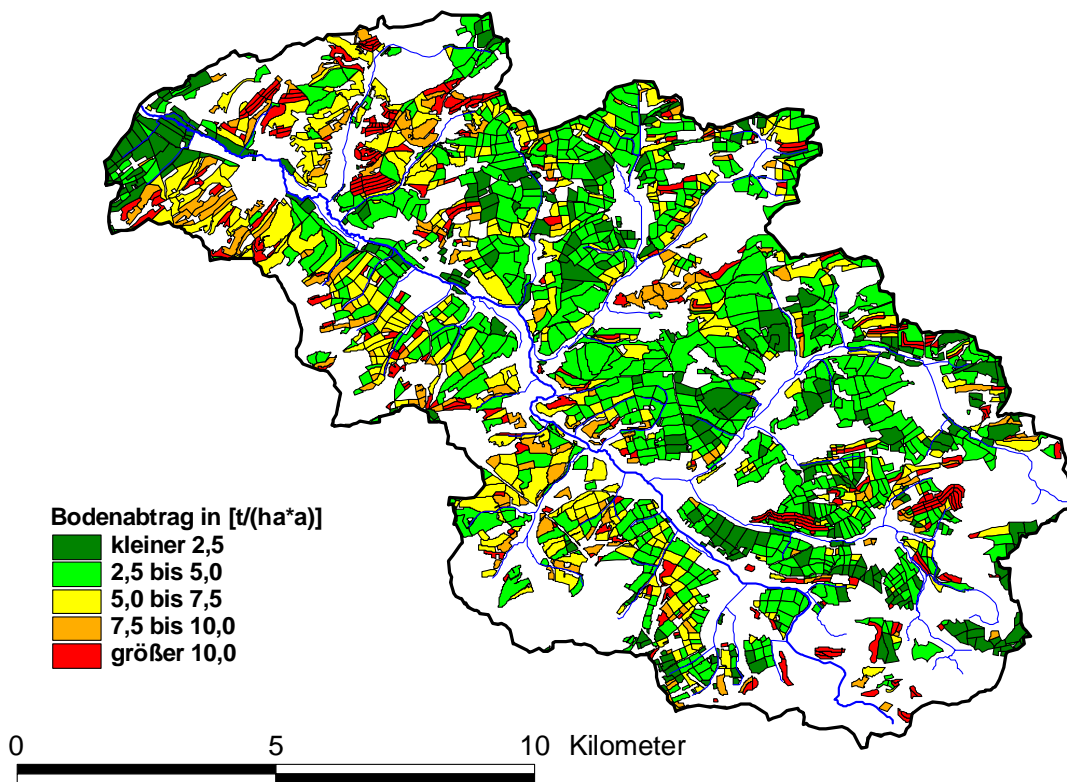 Bodenabtrag in [t/(ha*a)]
kleiner 2,5
2,5 bis 5,0
5,0 bis 7,5
7,5 bis 10,0
größer 10,0
0 5 10 Kilometer